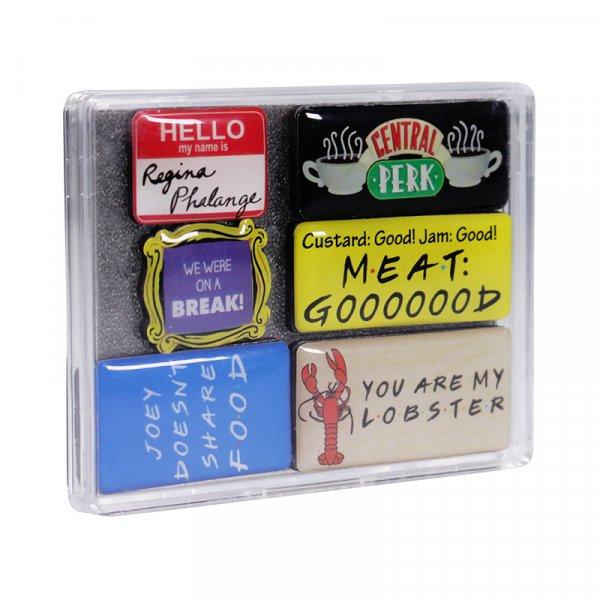 HELLO
my name is
Regina
Phalange
CENTRAL
PERK
WE WERE
ON A
BREAK!
Custard: Good! Jam: Good!
MEAT:
GOOOOOOD
JOEY
DOESN'T
SHARE
FOOD
YOU ARE MY
LOBSTER